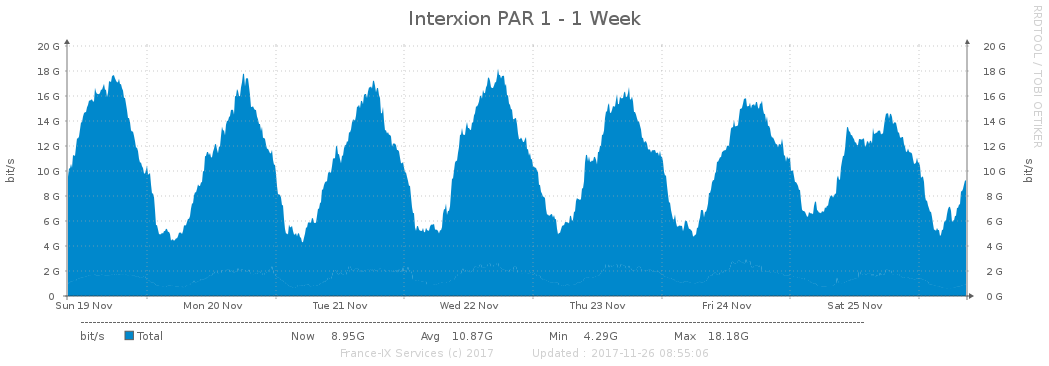 Interxion PAR 1 - 1 Week
RRDTOOL / TOBI OETIKER
20 G 20 G
18 G 18 G
16 G 16 G
14 G 14 G
12 G 12 G
10 G 10 G
8 G 8 G
6 G 6 G
4 G 4 G
2 G 2 G
0 0 G
bit/s
bit/s
Sun 19 Nov Mon 20 Nov Tue 21 Nov Wed 22 Nov Thu 23 Nov Fri 24 Nov Sat 25 Nov
bit/s Total Now 8.95G Avg 10.87G Min 4.29G Max 18.18G
France-IX Services (c) 2017 Updated : 2017-11-26 08:55:06